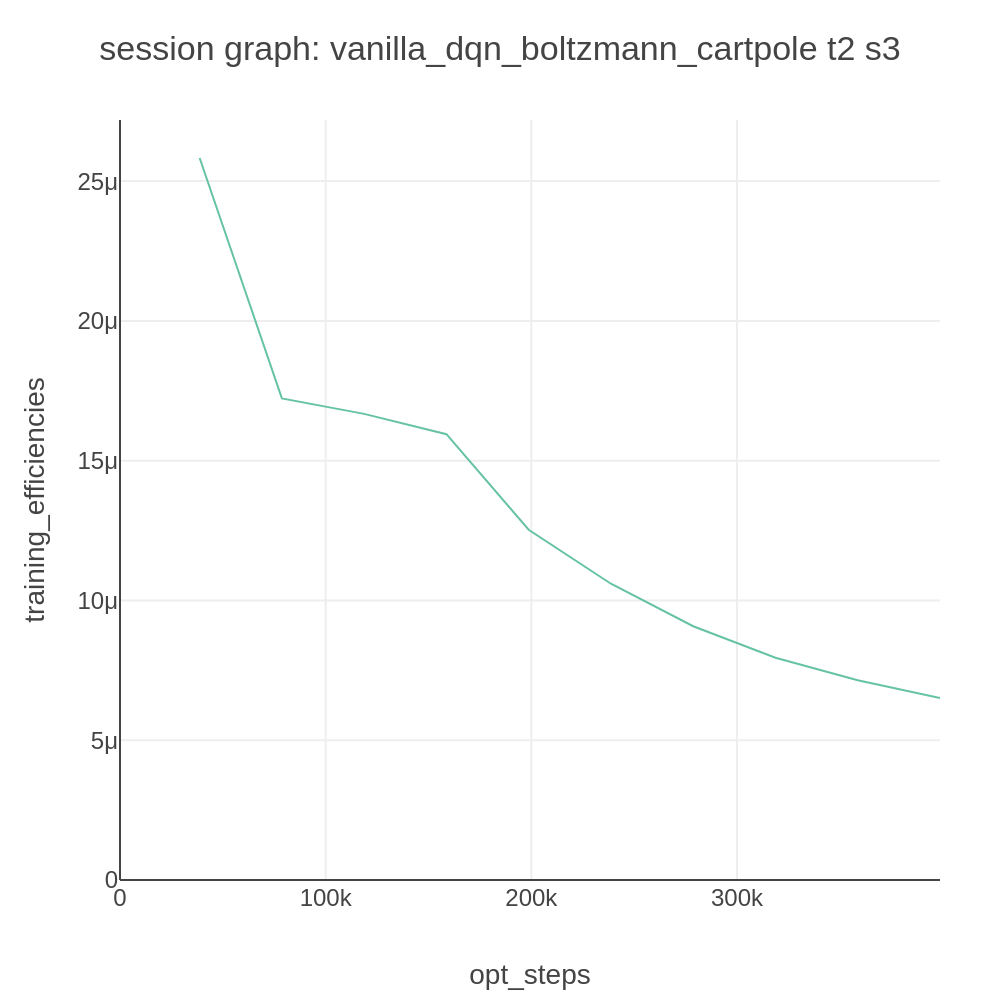 session graph: vanilla_dqn_boltzmann_cartpole t2 s3
25μ
20μ
15μ
10μ
5μ
0
training_efficiencies
0
100k
200k
300k
opt_steps